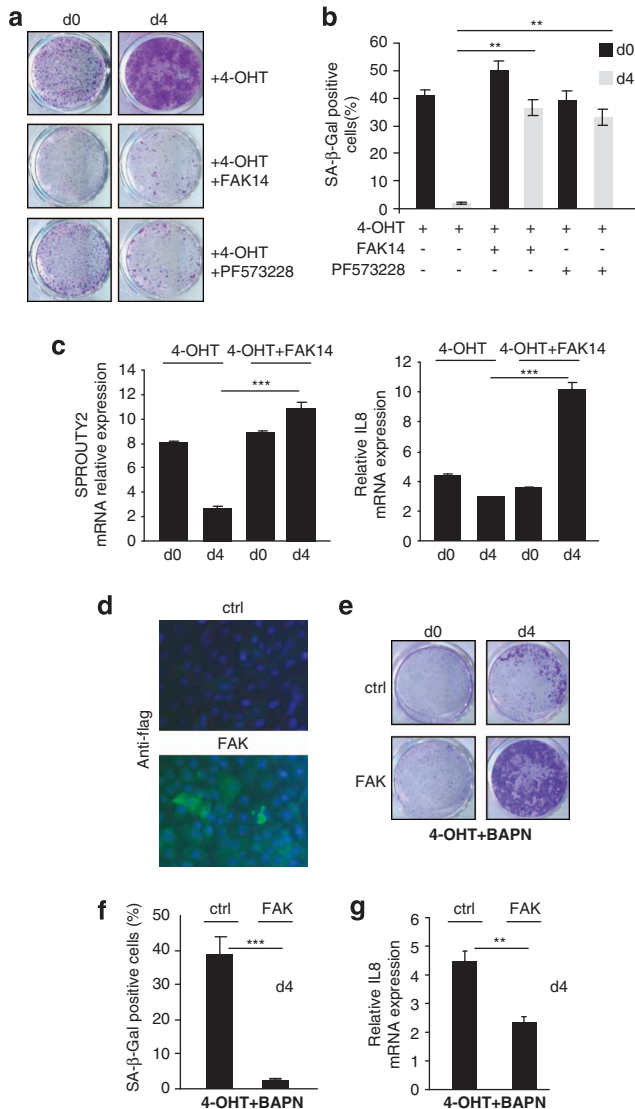 a
d0 d4
+4-OHT
+4-OHT
+FAK14
+4-OHT
+PF573228
b
SA-β-Gal positive
cells(%)
60
50
40
30
20
10
0
**
**
d0
d4
4-OHT + + + + + +
FAK14 - - + + - -
PF573228 - - - - + +
c
SPROUTY2
mRNA relative expression
16
14
12
10
8
6
4
2
0
4-OHT 4-OHT+FAK14
***
d0 d4 d0 d4
Relative IL8
mRNA expression
12
10
8
6
4
2
0
4-OHT 4-OHT+FAK14
***
d0 d4 d0 d4
d
ctrl
Anti-flag
FAK
e
d0 d4
ctrl
FAK
4-OHT+BAPN
f
SA-β-Gal positive cells (%)
50
40
30
20
10
0
ctrl FAK
***
d4
4-OHT+BAPN
g
Relative IL8
mRNA expression
6
5
4
3
2
1
0
ctrl FAK
**
d4
4-OHT+BAPN